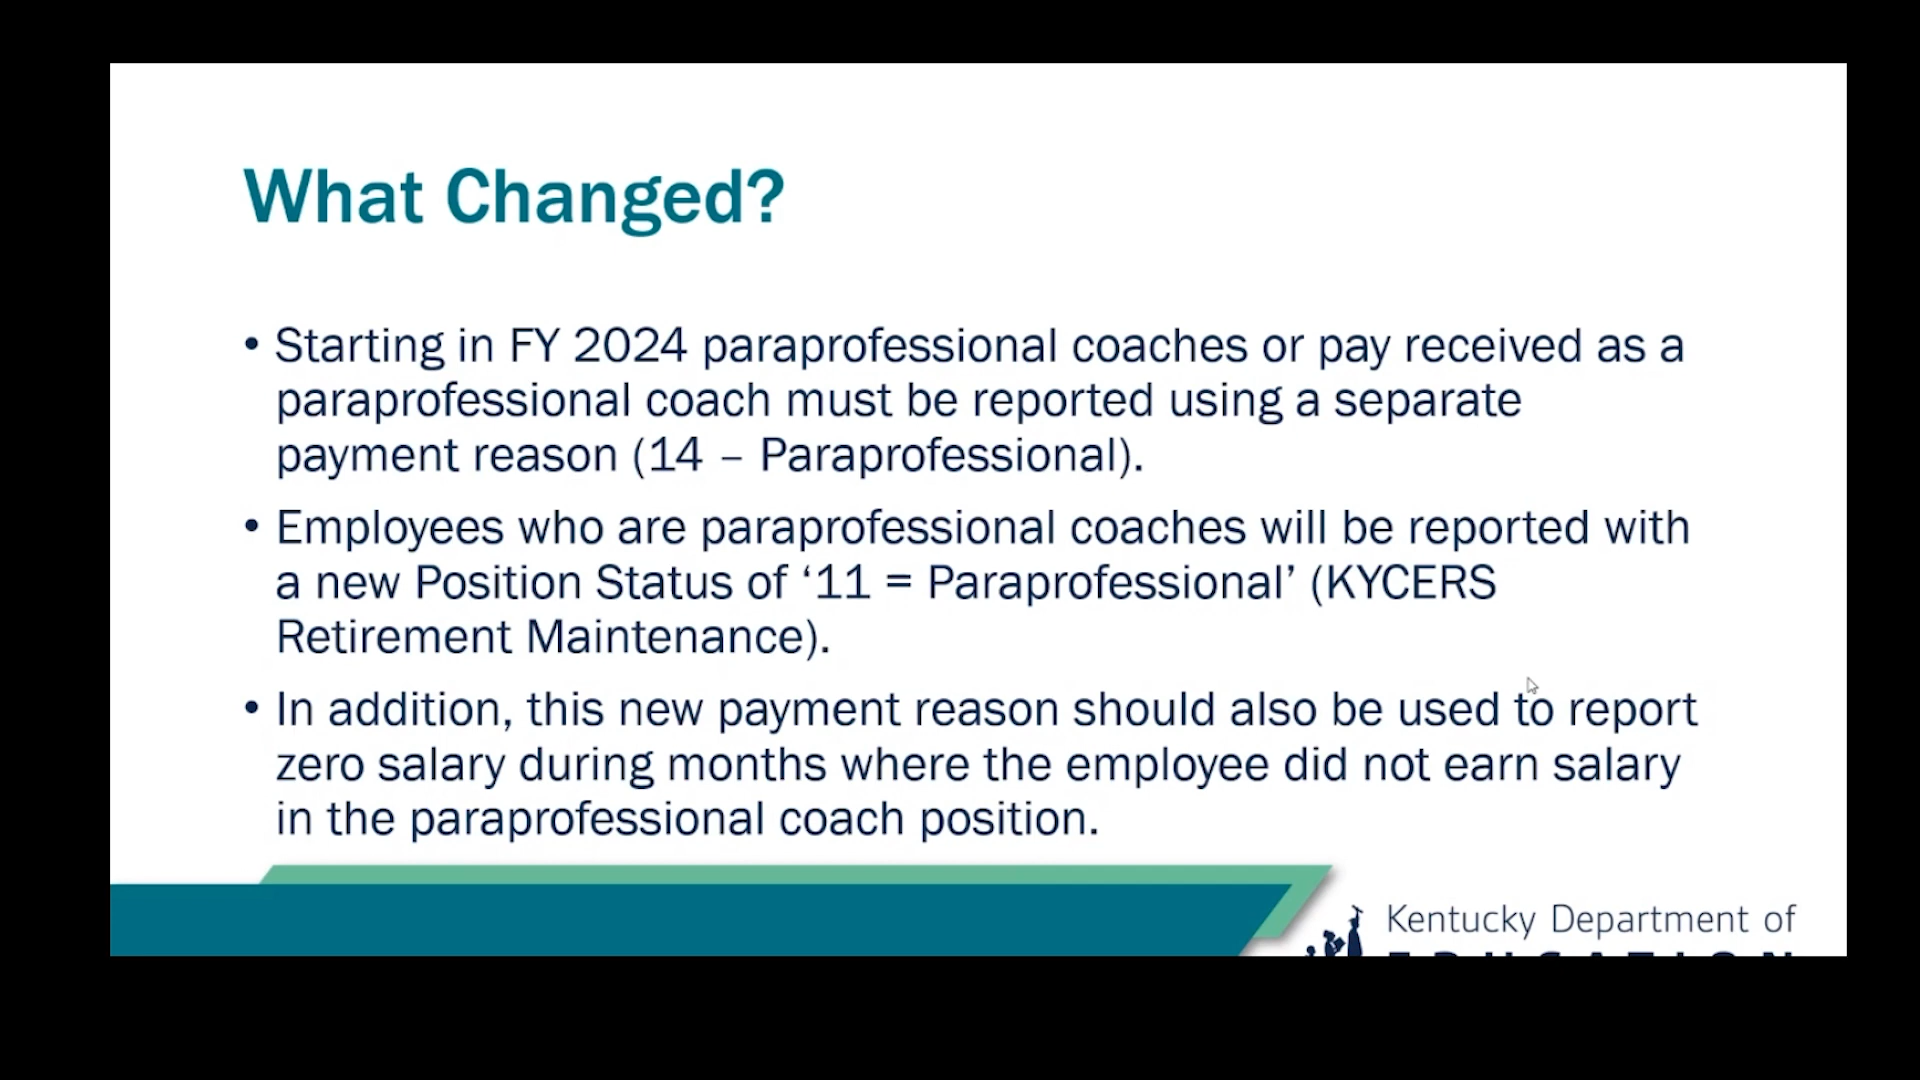 What Changed?
• Starting in FY 2024 paraprofessional coaches or pay received as a
paraprofessional coach must be reported using a separate
payment reason (14 – Paraprofessional).
• Employees who are paraprofessional coaches will be reported with
a new Position Status of ‘11 = Paraprofessional’ (KYCERS
Retirement Maintenance).
• In addition, this new payment reason should also be used to report
zero salary during months where the employee did not earn salary
in the paraprofessional coach position.
Kentucky Department of